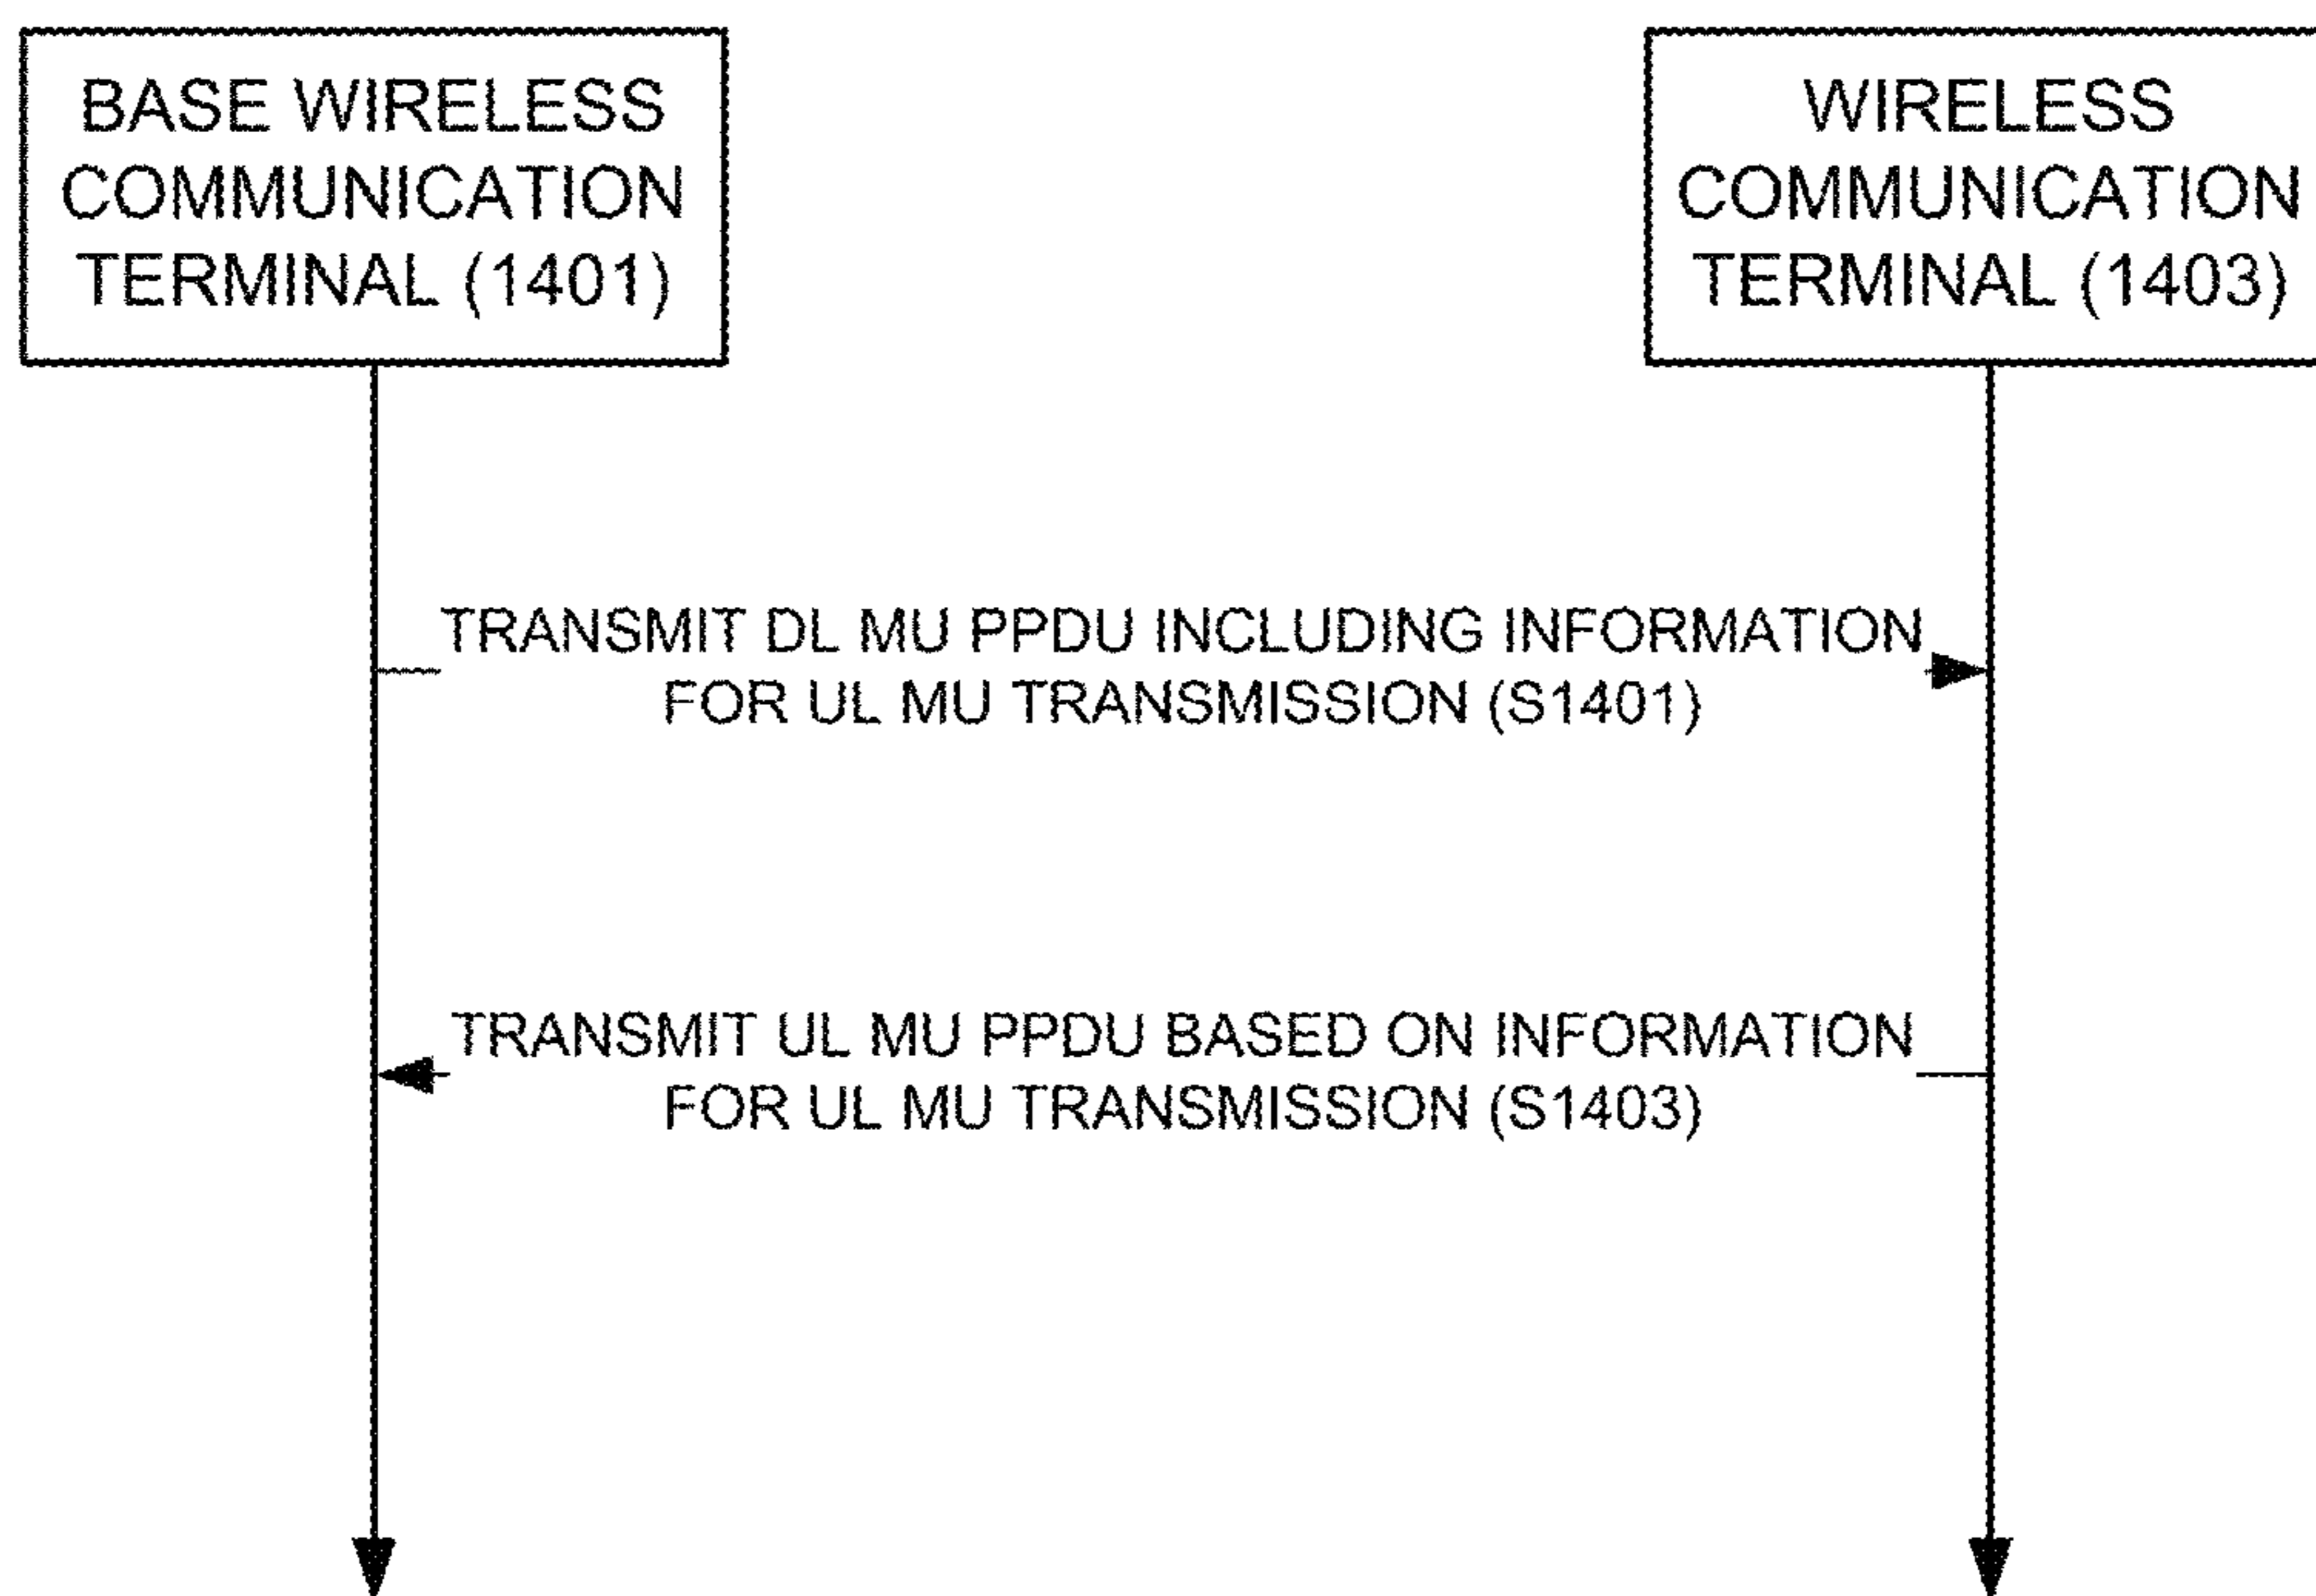 BASE WIRELESS
COMMUNICATION
TERMINAL (1401)
WIRELESS
COMMUNICATION
TERMINAL (1403)
TRANSMIT DL MU PPDU INCLUDING INFORMATION
FOR UL MU TRANSMISSION (S1401)
TRANSMIT UL MU PPDU BASED ON INFORMATION
FOR UL MU TRANSMISSION (S1403)